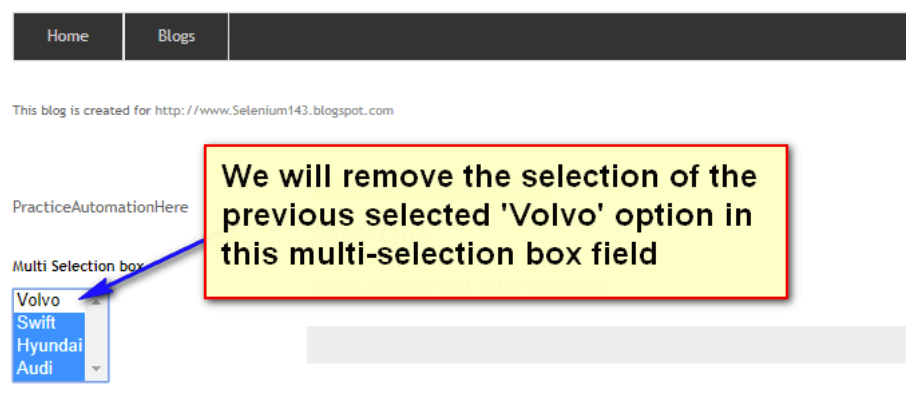 Home Blogs
This blog is created for http://www.Selenium143.blogspot.com
We will remove the selection of the
previous selected 'Volvo' option in
this multi-selection box field
PracticeAutomationHere
Multi Selection box
Volvo
Swift
Hyundai
Audi